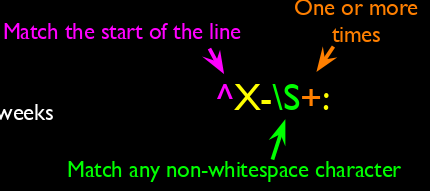 One or more
times
Match the start of the line
^X-\S+:
weeks
Match any non-whitespace character